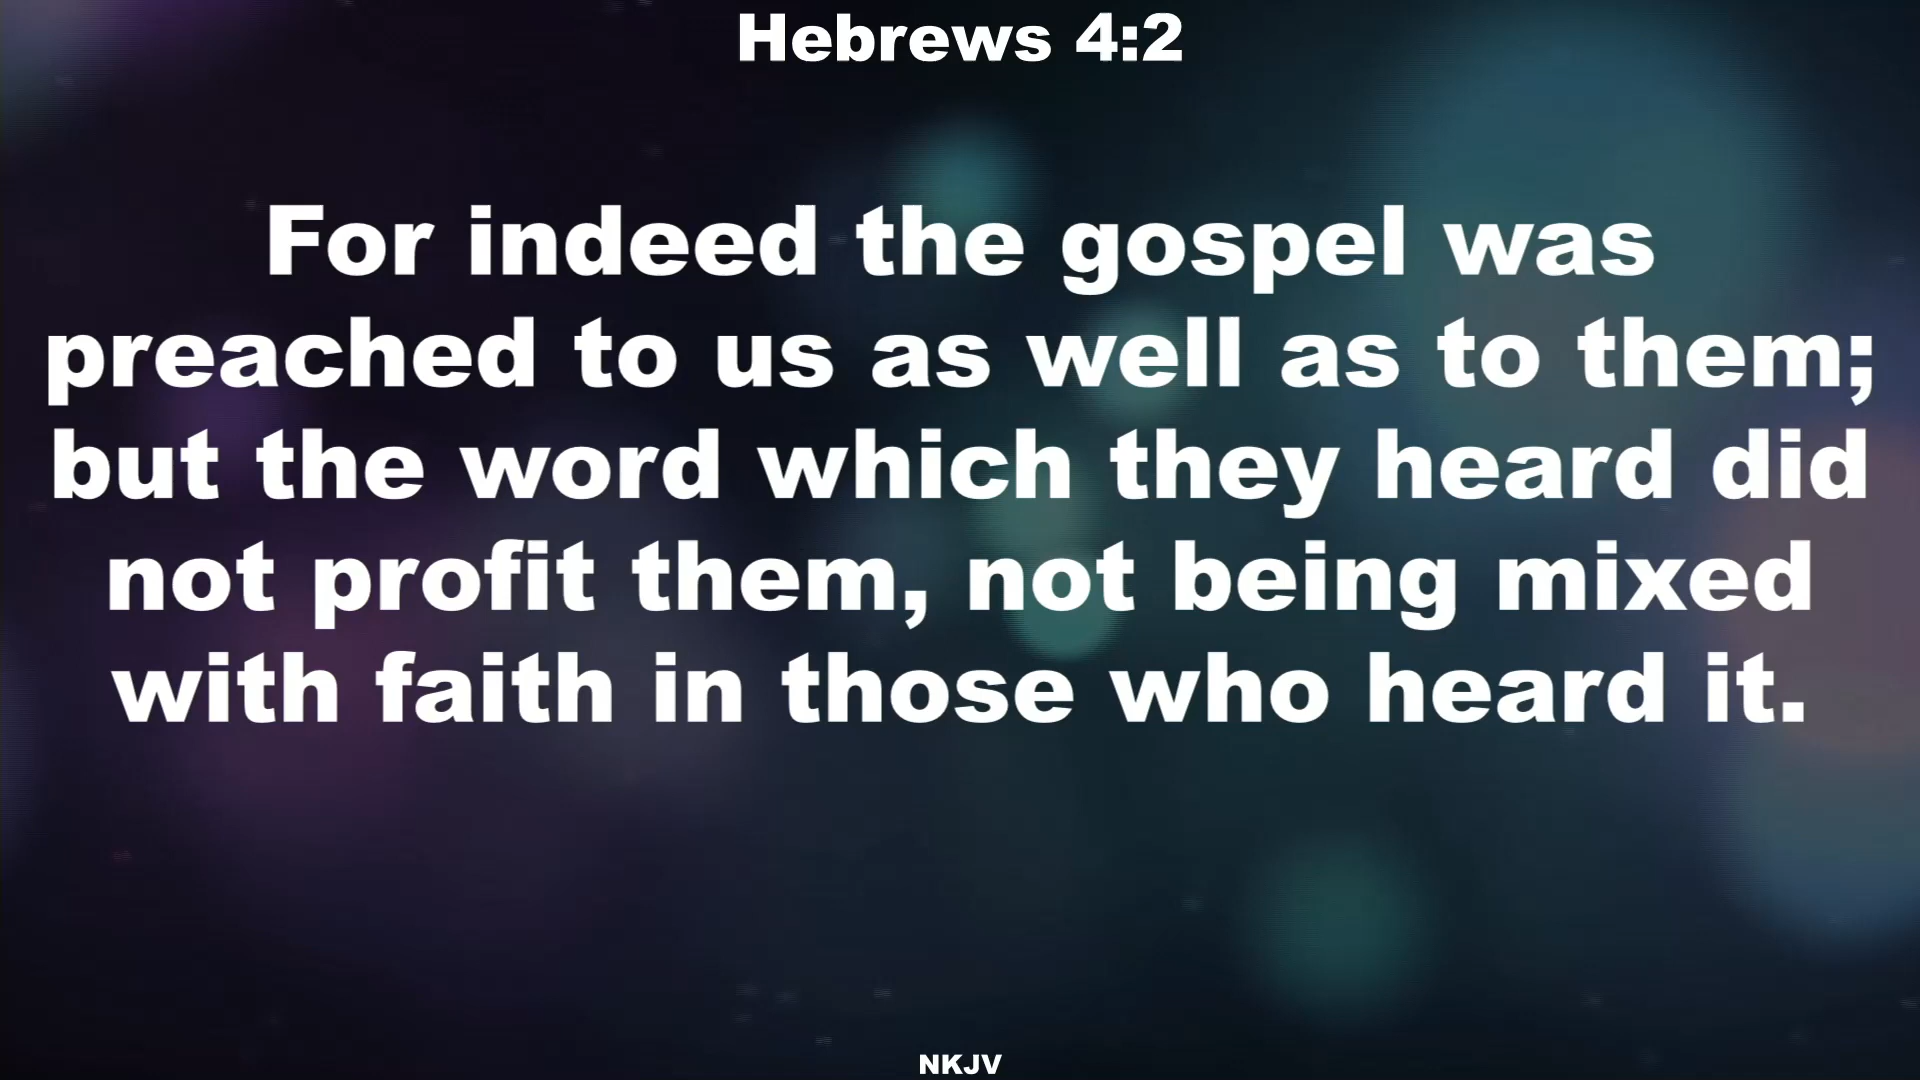 Hebrews 4:2
For indeed the gospel was
preached to us as well as to them;
but the word which they heard did
not profit them, not being mixed
with faith in those who heard it.
NKJV